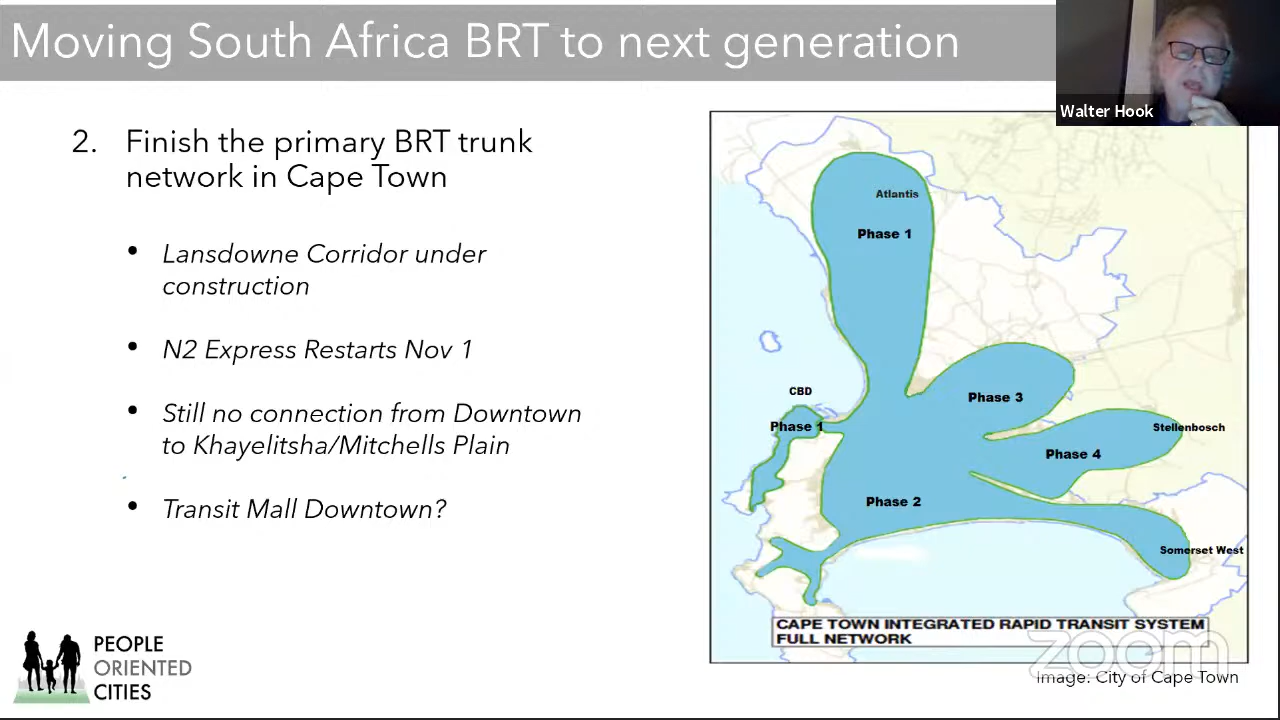 Moving South Africa BRT to next generation
Walter Hook
2. Finish the primary BRT trunk
network in Cape Town
• Lansdowne Corridor under
construction
• N2 Express Restarts Nov 1
• Still no connection from Downtown
to Khayelitsha/Mitchells Plain
• Transit Mall Downtown?
Atlantis
Phase 1
Phase 3
CBD
Phase 1
Stellenbosch
Phase 4
Phase 2
Somerset West
CAPE TOWN INTEGRATED RAPID TRANSIT SYSTEM
FULL NETWORK
zoom
Image: City of Cape Town
PEOPLE
ORIENTED
CITIES